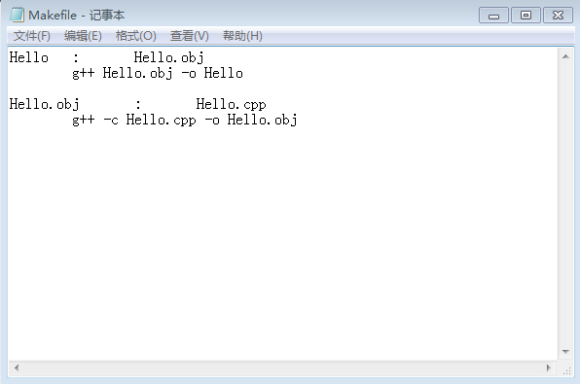 Makefile - 记事本
文件(F) 编辑(E) 格式(O) 查看(V) 帮助(H)
Hello : Hello.obj
g++ Hello.obj -o Hello
Hello.obj : Hello.cpp
g++ -c Hello.cpp -o Hello.obj